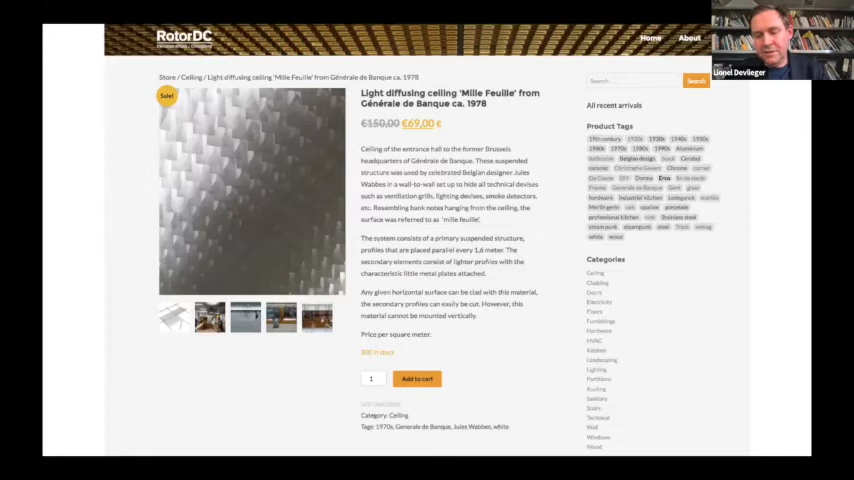 RotorDC
Home
About
Lionel Devlieger
Store / Ceiling / Light diffusing ceiling 'Mille Feuille' from Générale de Banque ca. 1978
Sale!
Light diffusing ceiling 'Mille Feuille' from
Générale de Banque ca. 1978
€150,00 €69,00 €
Ceiling of the entrance hall to the former Brussels
headquarters of Générale de Banque. These suspended
structure was used by celebrated Belgian designer Jules
Wabbes in a wall-to-wall set up to hide all technical devises
such as ventilation grills, lighting devises, smoke detectors,
etc. Resembling bank notes hanging from the ceiling, the
surface was referred to as 'mille feuille'.
The system consists of a primary suspended structure,
profiles that are placed parallel every 1,6 meter. The
secondary elements consist of lighter profiles with the
characteristic little metal plates attached.
Any given horizontal surface can be clad with this material,
the secondary profiles can easily be cut. However, this
material cannot be mounted vertically.
Price per square meter.
300 in stock
1
Add to cart
Category: Ceiling
Tags: 1970s, Generale de Banque, Jules Wabbes, white
Search...
Search
All recent arrivals
Product Tags
19th century 1920s 1930s 1940s 1950s
1960s 1970s 1980s 1990s Aluminium
bathroom Belgian design black Cerabati
ceramic Christophe Gevers Chrome corner
De Coene DIY Dorma Erco fin de siecle
Franki Generale de Banque Gent glass
hardware industrial kitchen Lodeganck marble
Merlin gerin oak opaline porcelain
professional kitchen sink Stainless steel
steam punk steampunk steel
white wood
Categories
Ceiling
Cladding
Doors
Electricity
Floors
Furnishings
Hardware
HVAC
Kitchen
Landscaping
Lighting
Partitions
Roofing
Sanitary
Stairs
Technical
Wall
Windows
Wood